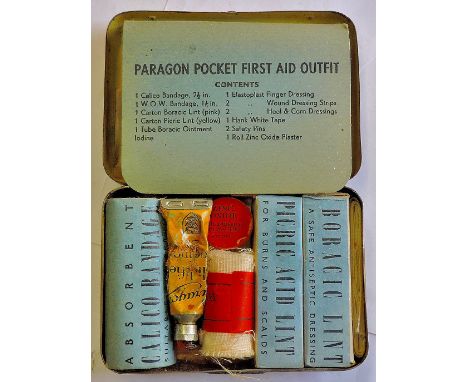 PARAGON POCKET FIRST AID OUTFIT
CONTENTS
1 Calico Bandage, 2½ in.
1 W.O.W. Bandage, 1½ in.
1 Carton Boracic Lint (pink)
1 Carton Picric Lint (yellow)
1 Tube Boracic Ointment
Iodine
1 Elastoplast Finger Dressing
2 " Wound Dressing Strips
2 " Heel & Corn Dressings
1 Hank White Tape
2 Safety Pins
1 Roll Zinc Oxide Plaster
ABSORBENT
CALICO BANDAGE
FOR BURNS AND SCALDS
PICRIC ACID LINT
BORACIC LINT
A SAFE ANTISEPTIC DRESSING